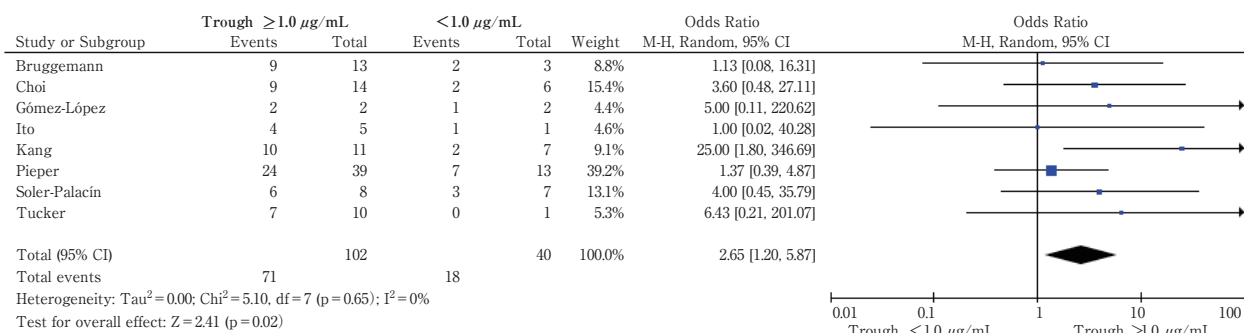 Trough ≥1.0 μg/mL <1.0 μg/mL Odds Ratio Odds Ratio
Study or Subgroup Events Total Events Total Weight M-H, Random, 95% CI M-H, Random, 95% CI
Bruggemann 9 13 2 3 8.8% 1.13 [0.08, 16.31]
Choi 9 14 2 6 15.4% 3.60 [0.48, 27.11]
Gómez-López 2 2 1 2 4.4% 5.00 [0.11, 220.62]
Ito 4 5 1 1 4.6% 1.00 [0.02, 40.28]
Kang 10 11 2 7 9.1% 25.00 [1.80, 346.69]
Pieper 24 39 7 13 39.2% 1.37 [0.39, 4.87]
Soler-Palacín 6 8 3 7 13.1% 4.00 [0.45, 35.79]
Tucker 7 10 0 1 5.3% 6.43 [0.21, 201.07]
Total (95% CI) 102 40 100.0% 2.65 [1.20, 5.87]
Total events 71 18
Heterogeneity: Tau²=0.00; Chi²=5.10, df=7 (p=0.65); I²=0%
Test for overall effect: Z=2.41 (p=0.02)
0.01 0.1 1 10 100
Trough <1.0 μg/mL Trough ≥1.0 μg/mL